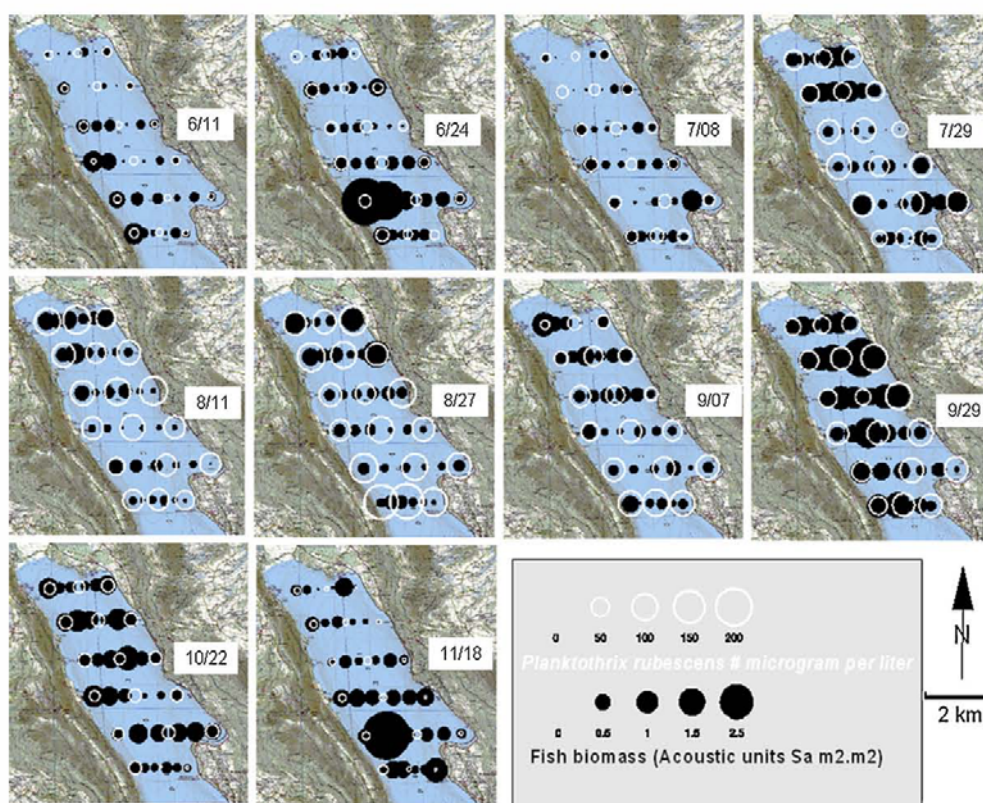 6/11
6/24
7/08
7/29
8/11
8/27
9/07
9/29
10/22
11/18
0 50 100 150 200
Planktothrix rubescens # microgram per liter
0 0.5 1 1.5 2.5
Fish biomass (Acoustic units Sa m2.m2)
N
2 km